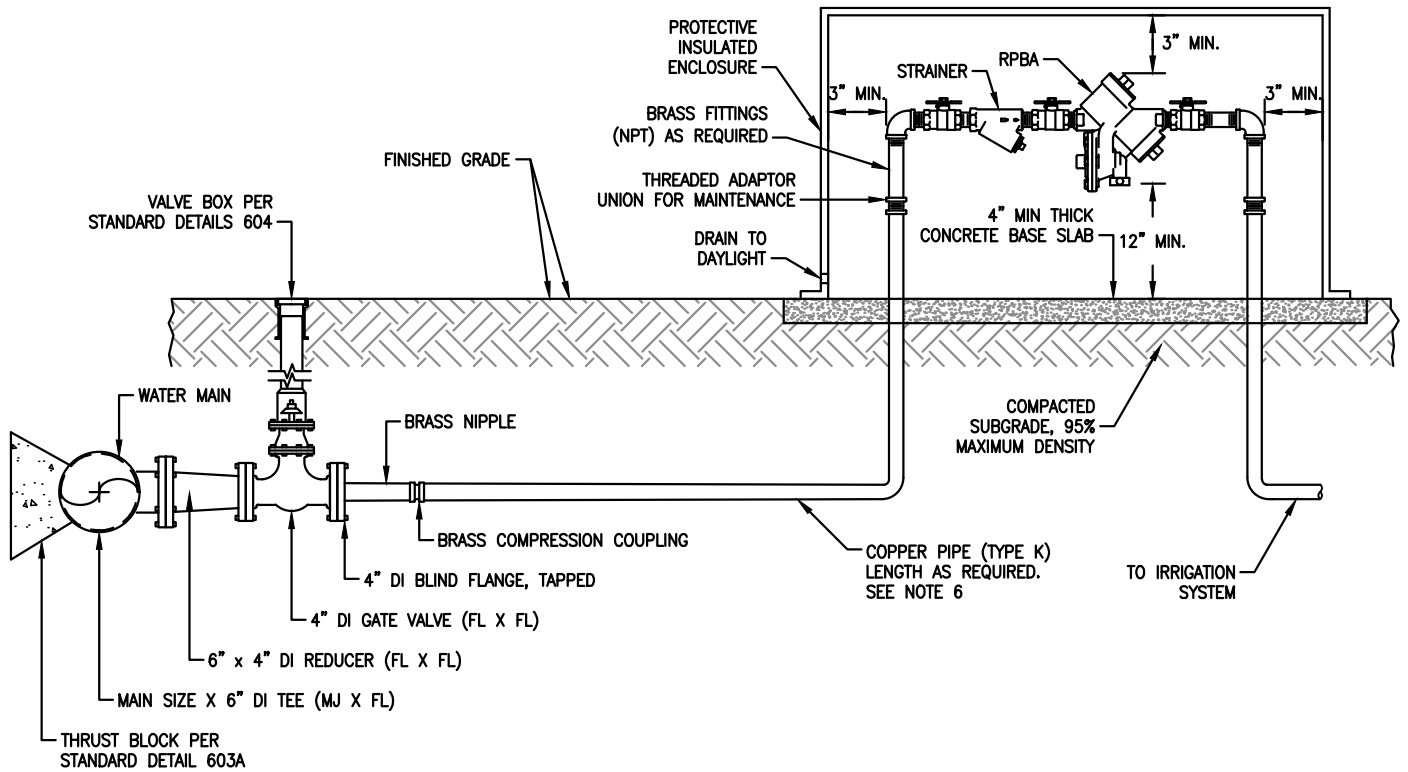 PROTECTIVE
INSULATED
ENCLOSURE
3" MIN.
RPBA
STRAINER
3" MIN.
3" MIN.
BRASS FITTINGS
(NPT) AS REQUIRED
FINISHED GRADE
THREADED ADAPTOR
UNION FOR MAINTENANCE
VALVE BOX PER
STANDARD DETAILS 604
4" MIN THICK
CONCRETE BASE SLAB
12" MIN.
DRAIN TO
DAYLIGHT
WATER MAIN
BRASS NIPPLE
COMPACTED
SUBGRADE, 95%
MAXIMUM DENSITY
BRASS COMPRESSION COUPLING
COPPER PIPE (TYPE K)
LENGTH AS REQUIRED.
SEE NOTE 6
TO IRRIGATION
SYSTEM
4" DI BLIND FLANGE, TAPPED
4" DI GATE VALVE (FL X FL)
6" x 4" DI REDUCER (FL X FL)
MAIN SIZE X 6" DI TEE (MJ X FL)
THRUST BLOCK PER
STANDARD DETAIL 603A